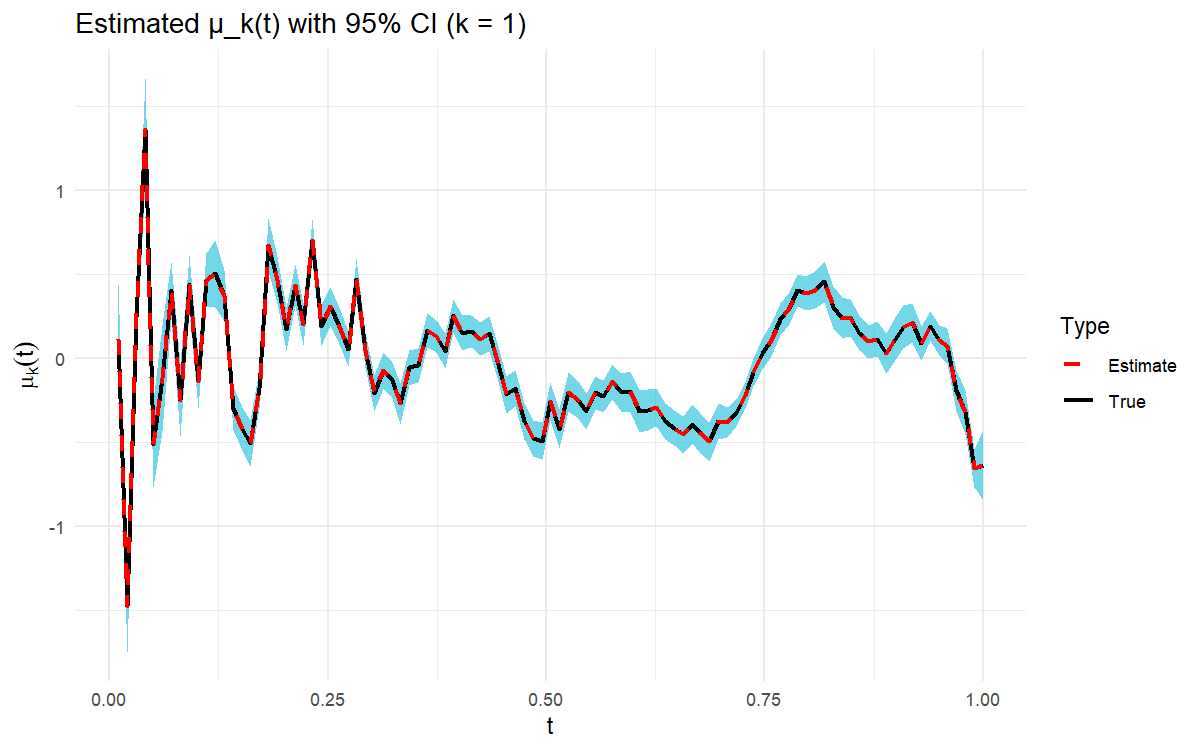 Estimated µ_k(t) with 95% CI (k = 1)
μk(t)
1
0
-1
0.00
0.25
0.50
0.75
1.00
t
Type
Estimate
True